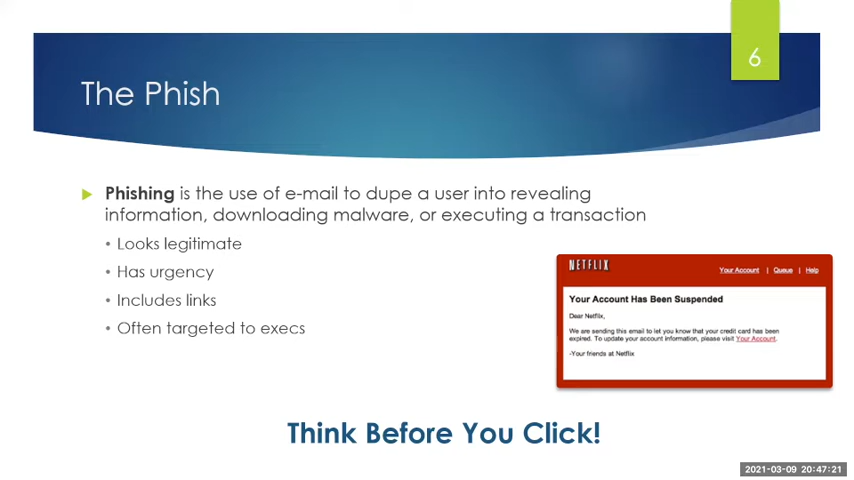 6
The Phish
Phishing is the use of e-mail to dupe a user into revealing
information, downloading malware, or executing a transaction
• Looks legitimate
• Has urgency
• Includes links
• Often targeted to execs
NETFLIX
Your Account | Queue | Help
Your Account Has Been Suspended
Dear Netflix,
We are sending this email to let you know that your credit card has been
expired. To update your account information, please visit Your Account.
-Your friends at Netflix
Think Before You Click!
2021-03-09 20:47:21